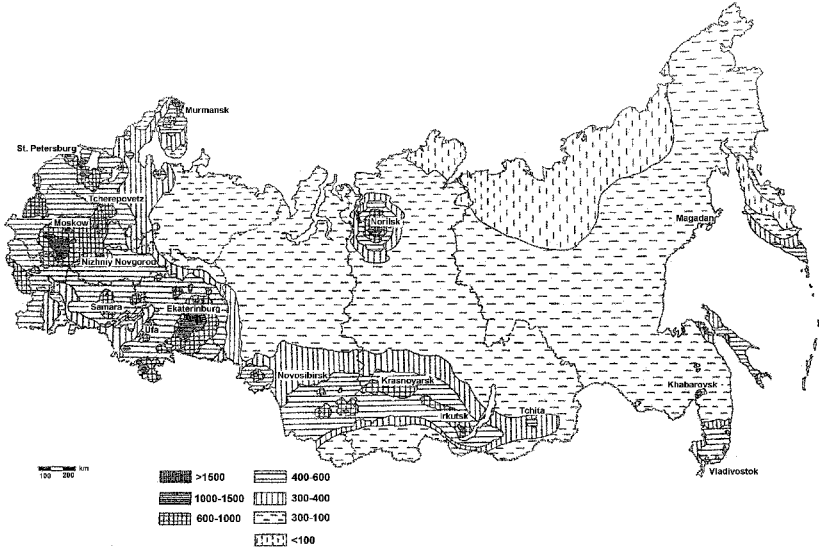 Murmansk
St. Petersburg
Tcherepovetz
Moskow
Norilsk
Magadan
Nizhniy Novgorod
Samara
Ekaterinburg
Ufa
Novosibirsk
Krasnoyarsk
Khabarovsk
Irkutsk
Tchita
Vladivostok
km
100 200
>1500
400-600
1000-1500
300-400
600-1000
300-100
<100